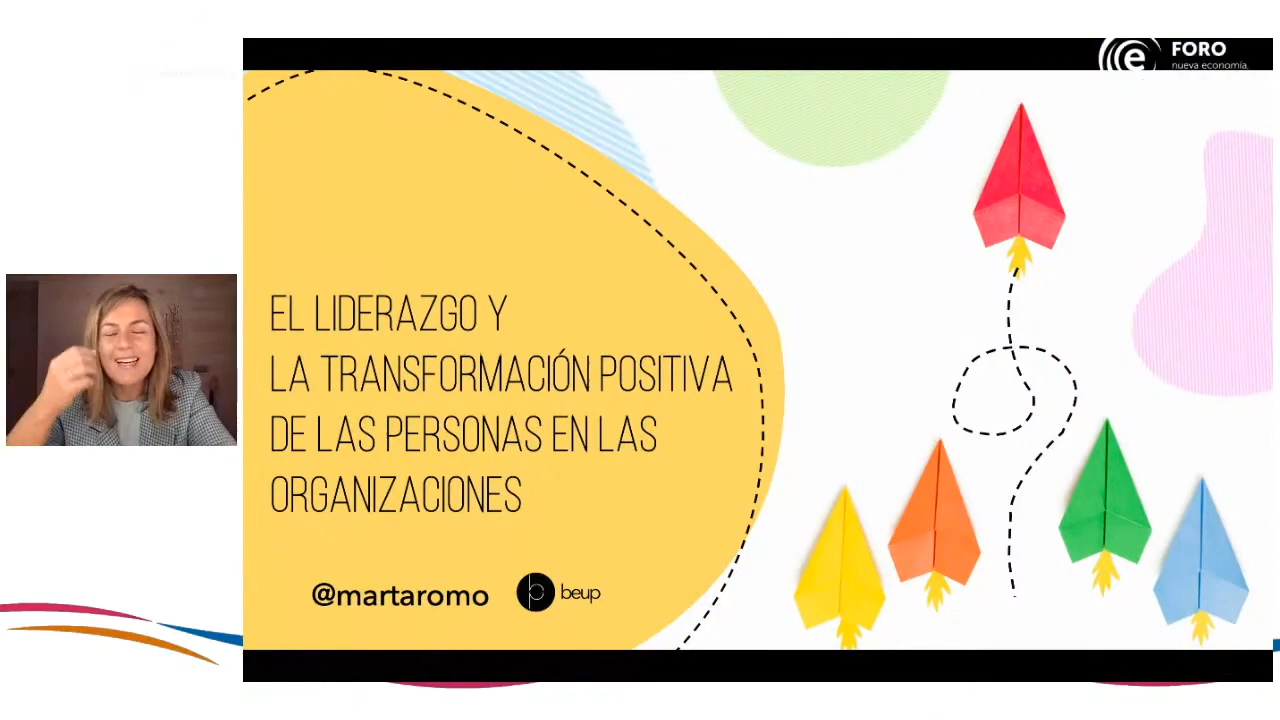 FORO
nueva economía.
EL LIDERAZGO Y
LA TRANSFORMACIÓN POSITIVA
DE LAS PERSONAS EN LAS
ORGANIZACIONES
@martaromo
beup